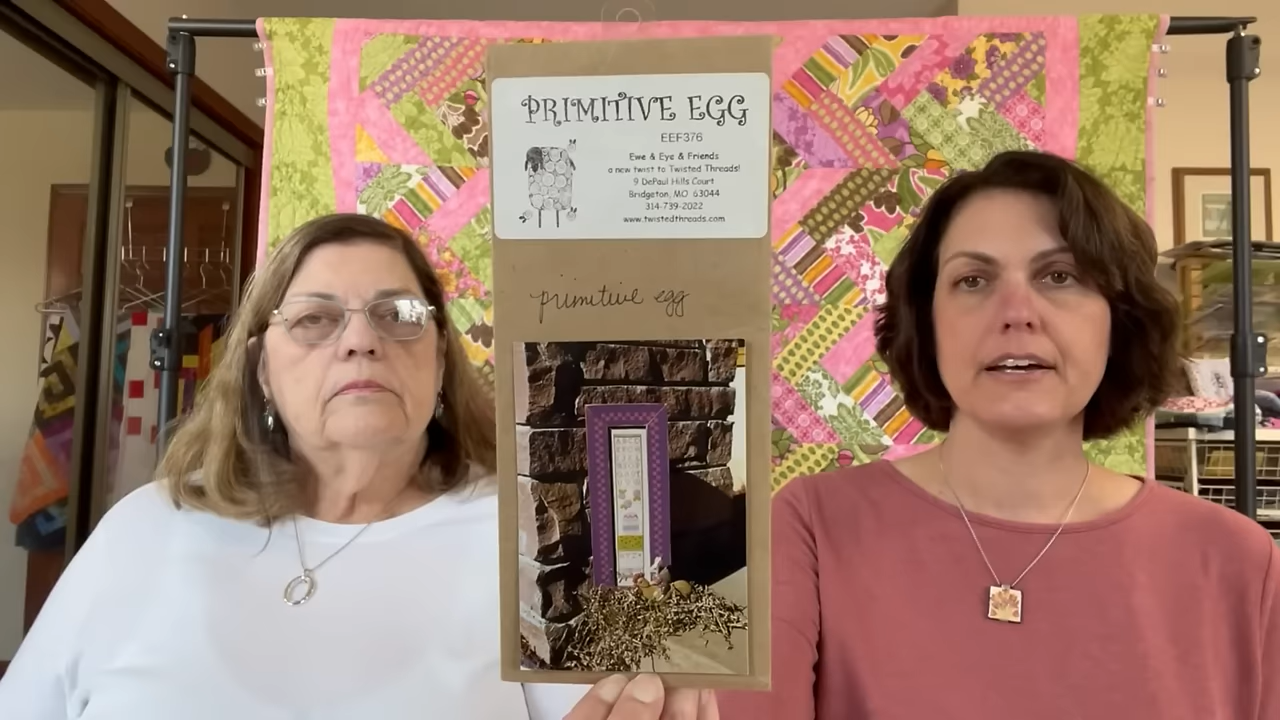 PRIMITIVE EGG
EEF376
Ewe & Eye & Friends
a new twist to Twisted Threads!
9 DePaul Hills Court
Bridgeton, MO 63044
314-739-2022
www.twistedthreads.com
primitive egg